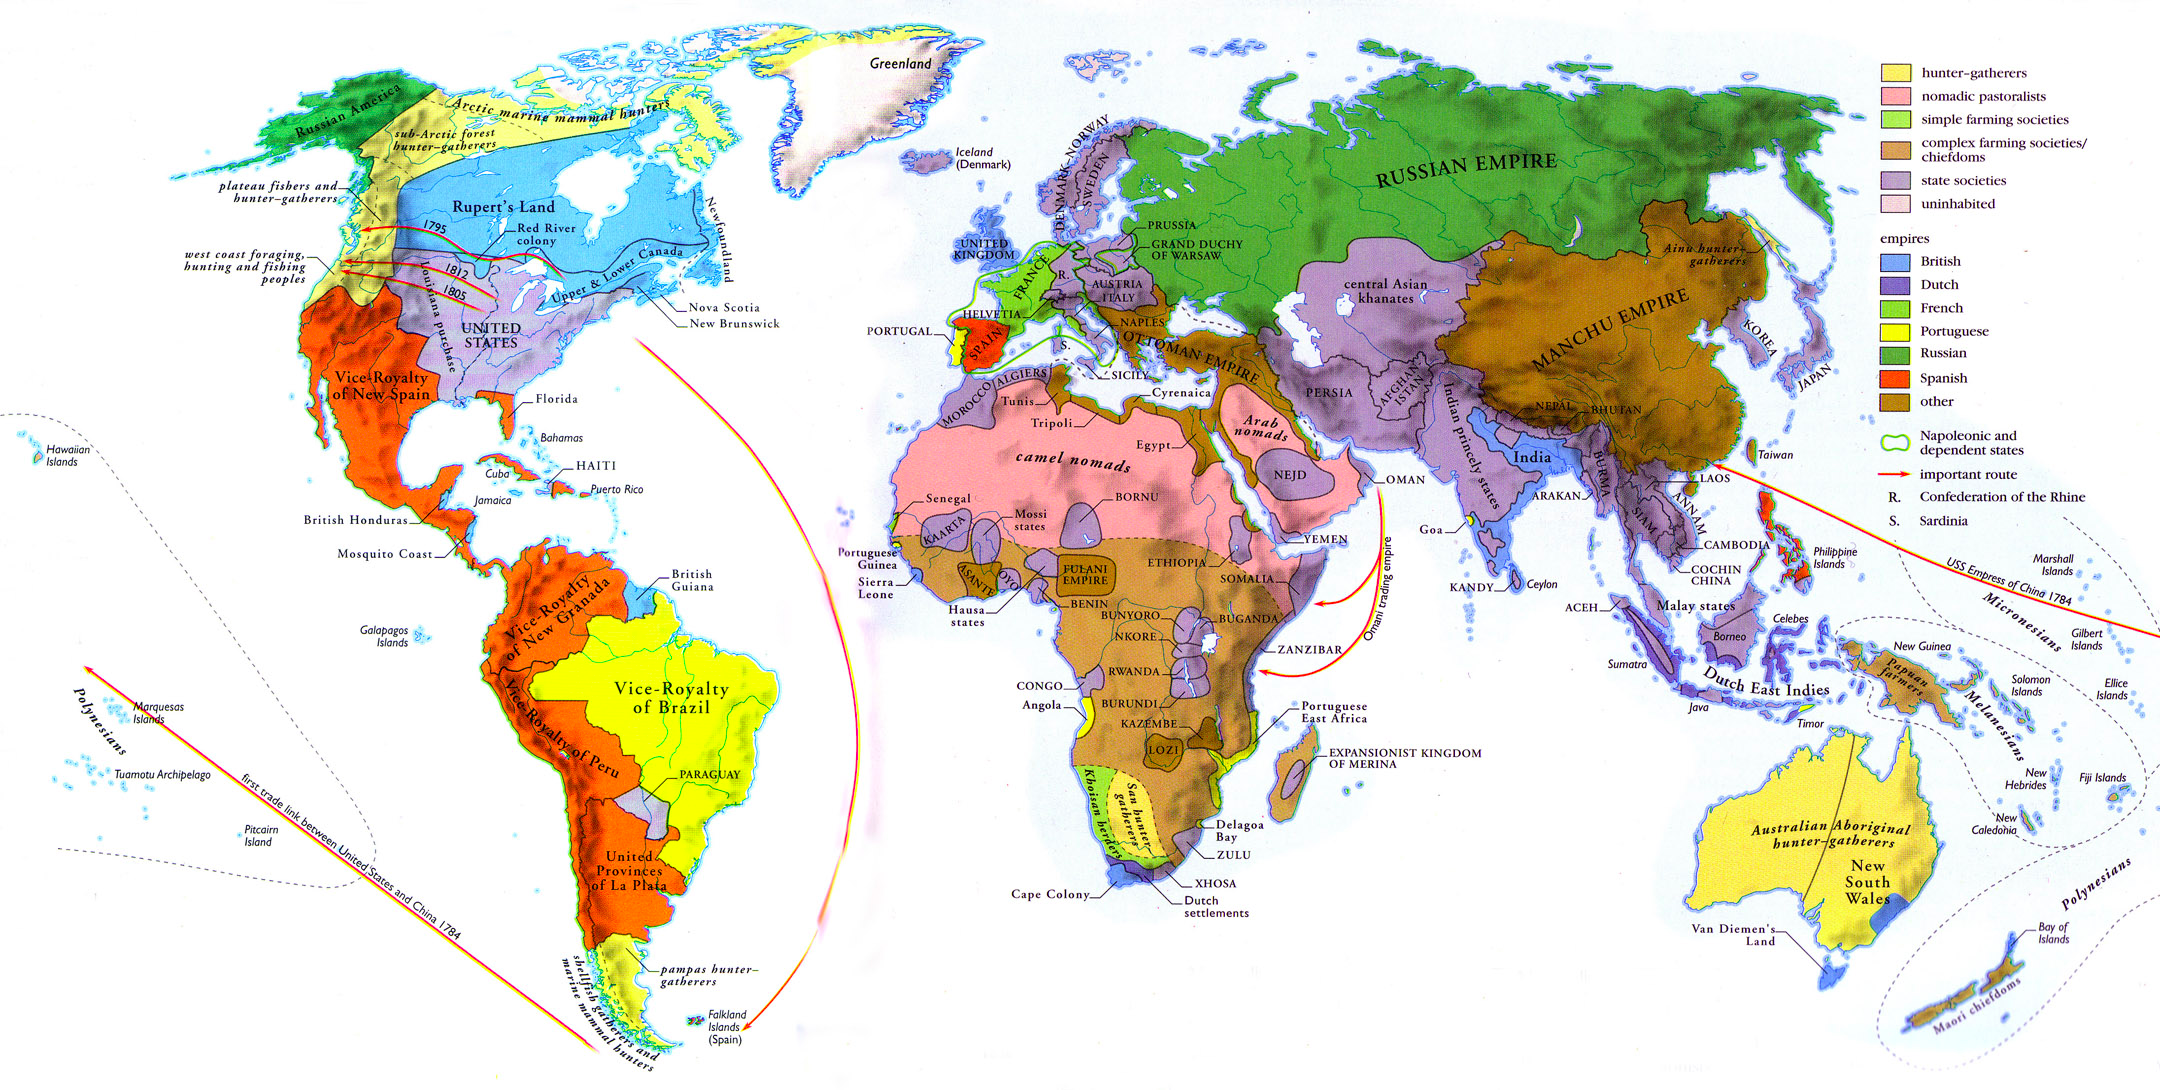 Greenland
Russian America
Arctic marine mammal hunters
sub-Arctic forest
hunter-gatherers
plateau fishers and
hunter-gatherers
Rupert's Land
1795
Red River
colony
Newfoundland
west coast foraging,
hunting and fishing
peoples
1812
1805
Upper & Lower Canada
Louisiana purchase
UNITED
STATES
Nova Scotia
New Brunswick
Vice-Royalty
of New Spain
Florida
Bahamas
Hawaiian
Islands
Cuba
HAITI
Puerto Rico
Jamaica
British Honduras
Mosquito Coast
British
Guiana
Vice-Royalty
of New Granada
Galapagos
Islands
Vice-Royalty
of Brazil
Vice-Royalty of Peru
PARAGUAY
United
Provinces
of La Plata
Polynesians
Marquesas
Islands
Tuamotu Archipelago
Pitcairn
Island
first trade link between United States and China 1784
pampas hunter-
gatherers
shellfish gatherers and
marine mammal hunters
Falkland
Islands
(Spain)
Iceland
(Denmark)
DENMARK-NORWAY
SWEDEN
RUSSIAN EMPIRE
UNITED
KINGDOM
PRUSSIA
GRAND DUCHY
OF WARSAW
FRANCE
R.
AUSTRIA
ITALY
HELVETIA
PORTUGAL
SPAIN
NAPLES
S.
SICILY
OTTOMAN EMPIRE
central Asian
khanates
MANCHU EMPIRE
Ainu hunter-
gatherers
KOREA
JAPAN
MOROCCO
ALGIERS
Tunis
Tripoli
Cyrenaica
Egypt
PERSIA
AFGHAN-
ISTAN
Indian princely states
NEPAL
BHUTAN
India
Arab
nomads
camel nomads
NEJD
OMAN
Taiwan
BURMA
LAOS
ARAKAN
ANNAM
SIAM
Goa
Senegal
KAARTA
Mossi
states
BORNU
YEMEN
Portuguese
Guinea
Sierra
Leone
ASANTE
OYO
FULANI
EMPIRE
ETHIOPIA
SOMALIA
Hausa
states
BENIN
BUNYORO
BUGANDA
NKORE
ZANZIBAR
RWANDA
CONGO
BURUNDI
Angola
KAZEMBE
LOZI
Omani trading empire
Portuguese
East Africa
EXPANSIONIST KINGDOM
OF MERINA
Khoisan herders
San hunter-
gatherers
Delagoa
Bay
ZULU
XHOSA
Cape Colony
Dutch
settlements
KANDY
Ceylon
CAMBODIA
COCHIN
CHINA
Philippine
Islands
ACEH
Malay states
Borneo
Celebes
Sumatra
Dutch East Indies
Java
Timor
New Guinea
Papuan
farmers
USS Empress of China 1784
Marshall
Islands
Micronesians
Gilbert
Islands
Ellice
Islands
Solomon
Islands
Melanesians
New
Hebrides
Fiji Islands
New
Caledonia
Australian Aboriginal
hunter-gatherers
New
South
Wales
Van Diemen's
Land
Polynesians
Bay of
Islands
Maori chiefdoms
hunter-gatherers
nomadic pastoralists
simple farming societies
complex farming societies/
chiefdoms
state societies
uninhabited
empires
British
Dutch
French
Portuguese
Russian
Spanish
other
Napoleonic and
dependent states
important route
R. Confederation of the Rhine
S. Sardinia